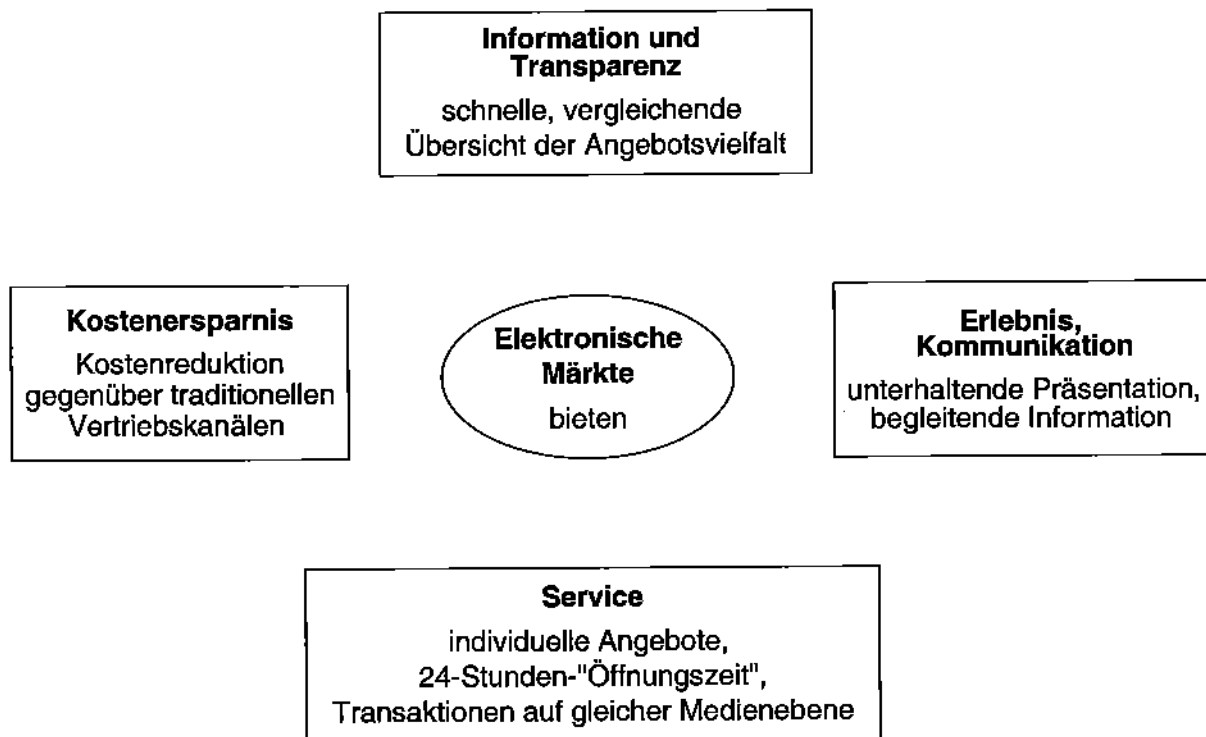 Information und
Transparenz
schnelle, vergleichende
Übersicht der Angebotsvielfalt
Kostenersparnis
Kostenreduktion
gegenüber traditionellen
Vertriebskanälen
Elektronische
Märkte
bieten
Erlebnis,
Kommunikation
unterhaltende Präsentation,
begleitende Information
Service
individuelle Angebote,
24-Stunden-"Öffnungszeit",
Transaktionen auf gleicher Medienebene